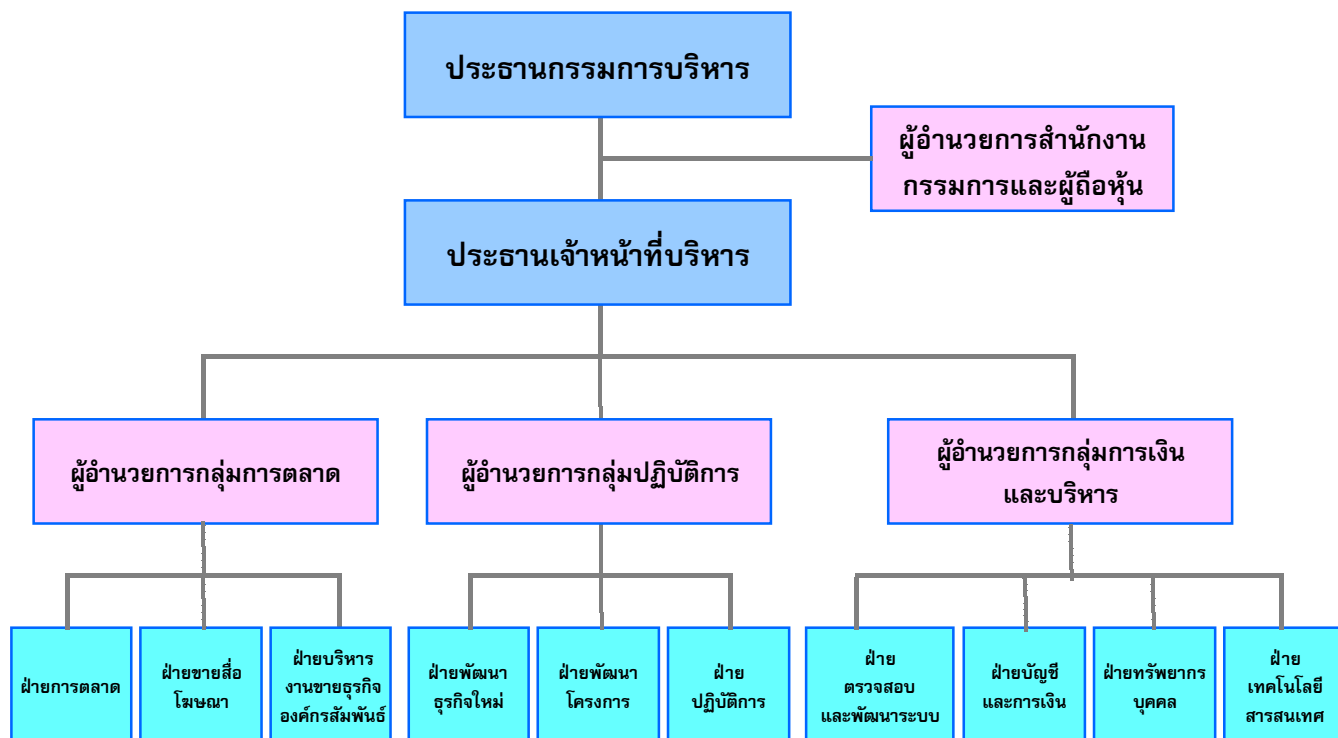 ประธานกรรมการบริหาร
ผู้อำนวยการสำนักงาน
กรรมการและผู้ถือหุ้น
ประธานเจ้าหน้าที่บริหาร
ผู้อำนวยการกลุ่มการตลาด
ผู้อำนวยการกลุ่มปฏิบัติการ
ผู้อำนวยการกลุ่มการเงิน
และบริหาร
ฝ่ายการตลาด
ฝ่ายขายสื่อ
โฆษณา
ฝ่ายบริหาร
งานขายธุรกิจ
องค์กรสัมพันธ์
ฝ่ายพัฒนา
ธุรกิจใหม่
ฝ่ายพัฒนา
โครงการ
ฝ่าย
ปฏิบัติการ
ฝ่าย
ตรวจสอบ
และพัฒนาระบบ
ฝ่ายบัญชี
และการเงิน
ฝ่ายทรัพยากร
บุคคล
ฝ่าย
เทคโนโลยี
สารสนเทศ